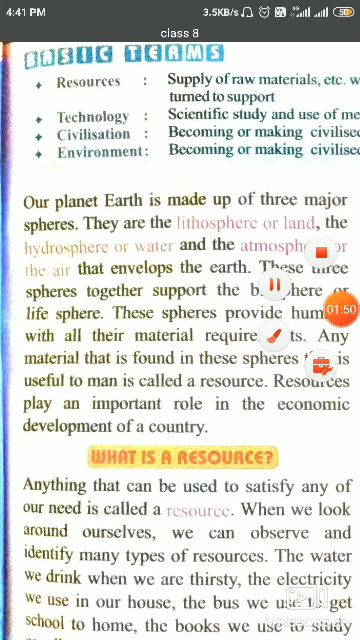 4:41 PM
3.5KB/s
4G
50
class 8
BASIC TERMS
Resources : Supply of raw materials, etc. w
turned to support
Technology : Scientific study and use of me
Civilisation : Becoming or making civilised
Environment : Becoming or making civilised
Our planet Earth is made up of three major
spheres. They are the lithosphere or land, the
hydrosphere or water and the atmosphere or
the air that envelops the earth. These three
spheres together support the biosphere or
life sphere. These spheres provide hum
with all their material require ts. Any
material that is found in these spheres is
useful to man is called a resource. Resources
play an important role in the economic
development of a country.
01:50
WHAT IS A RESOURCE?
Anything that can be used to satisfy any of
our need is called a resource. When we look
around ourselves, we can observe and
identify many types of resources. The water
we drink when we are thirsty, the electricity
we use in our house, the bus we use to get
school to home, the books we use to study